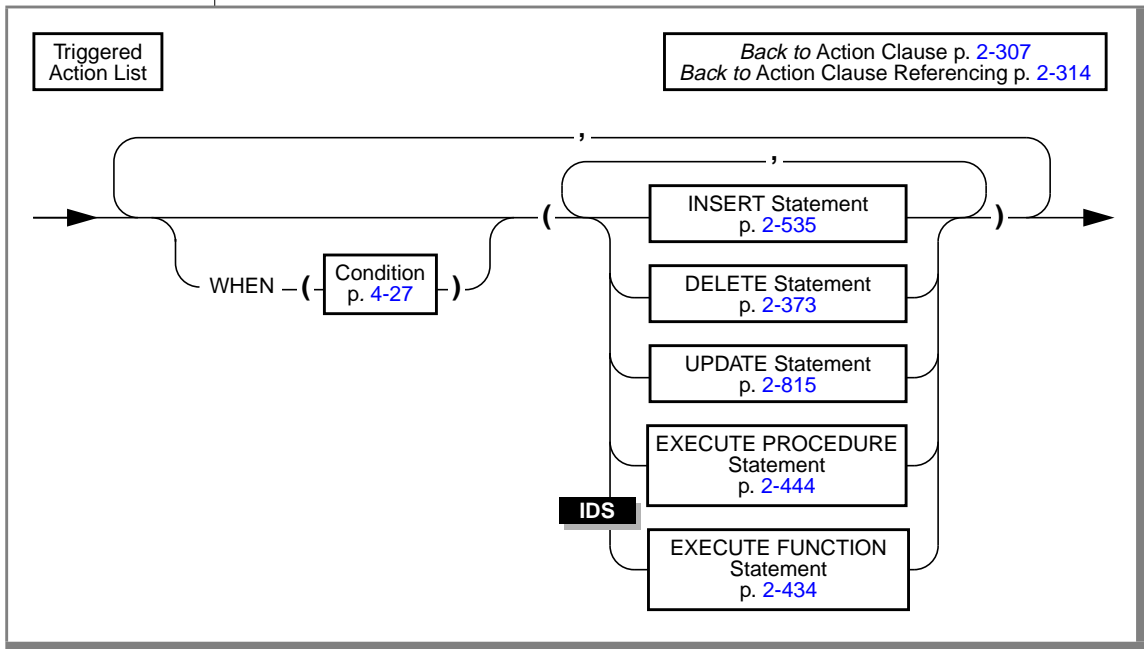 Triggered
Action List
Back to Action Clause p. 2-307
Back to Action Clause Referencing p. 2-314
,
,
( INSERT Statement )
p. 2-535
WHEN ( Condition )
p. 4-27
DELETE Statement
p. 2-373
UPDATE Statement
p. 2-815
EXECUTE PROCEDURE
Statement
p. 2-444
IDS
EXECUTE FUNCTION
Statement
p. 2-434